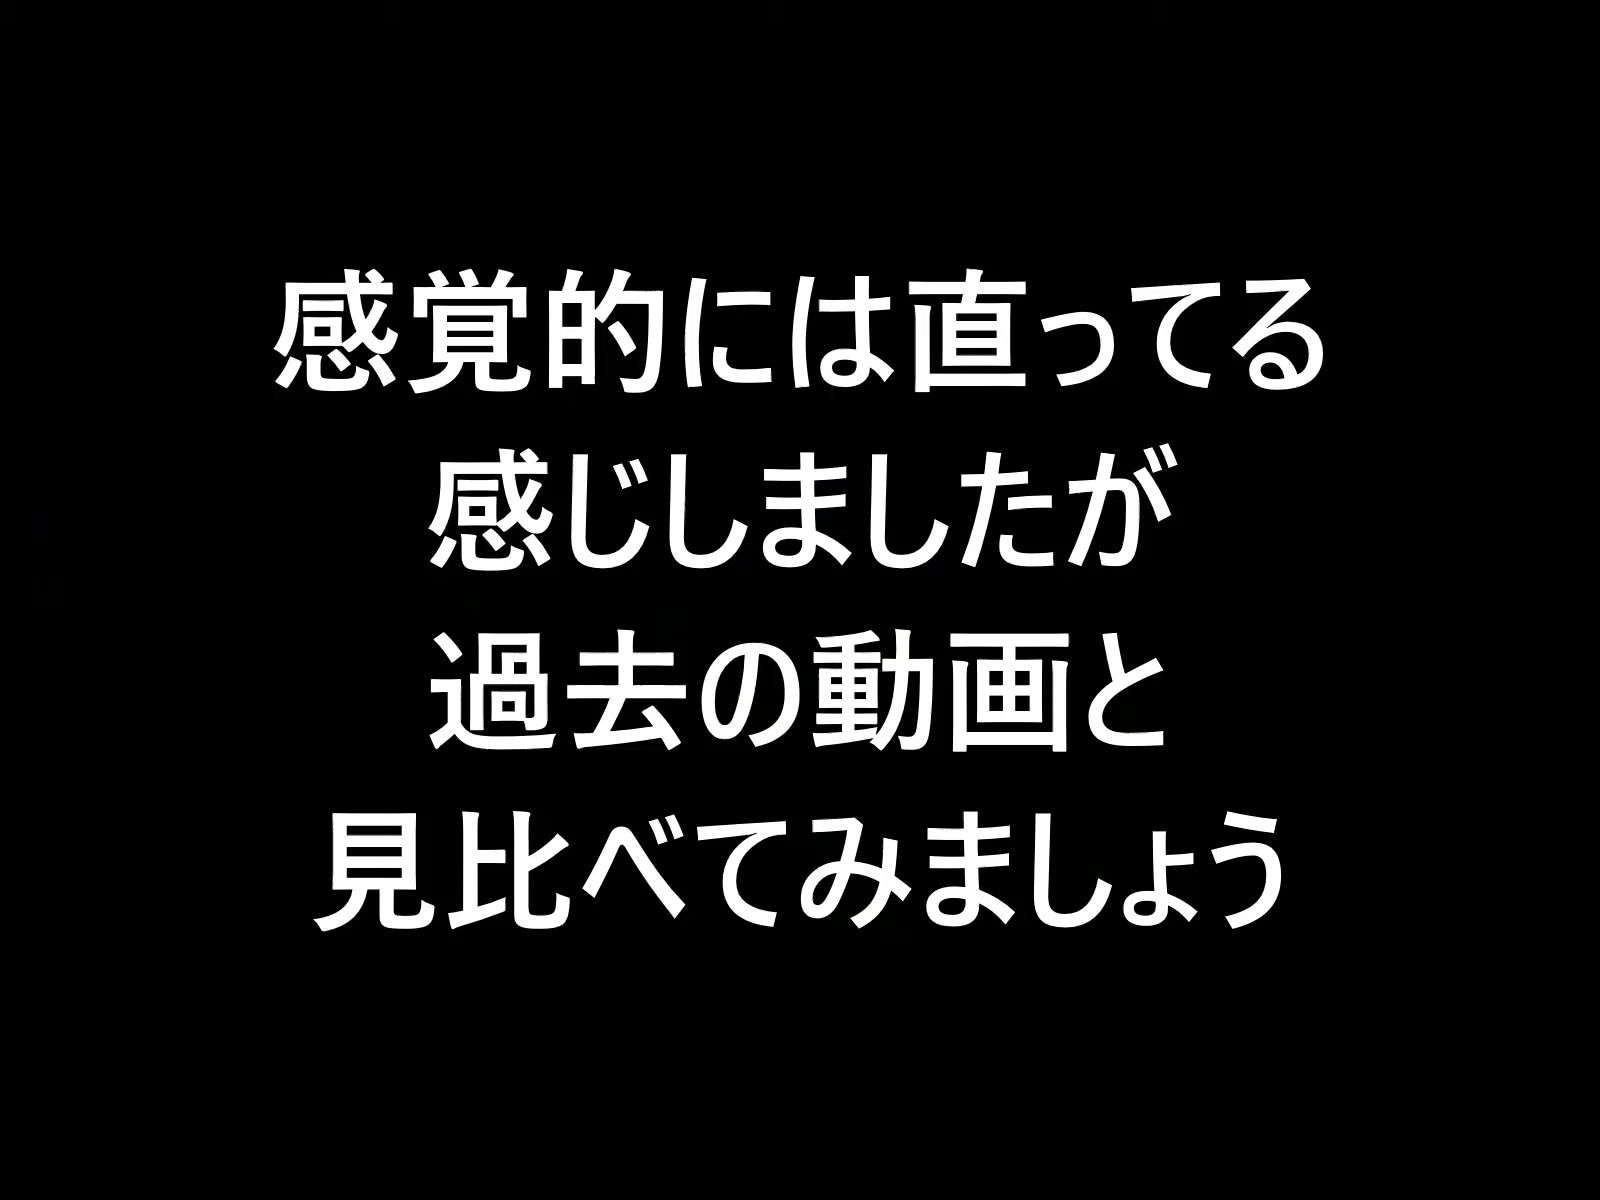 感覚的には直ってる
感じしましたが
過去の動画と
見比べてみましょう